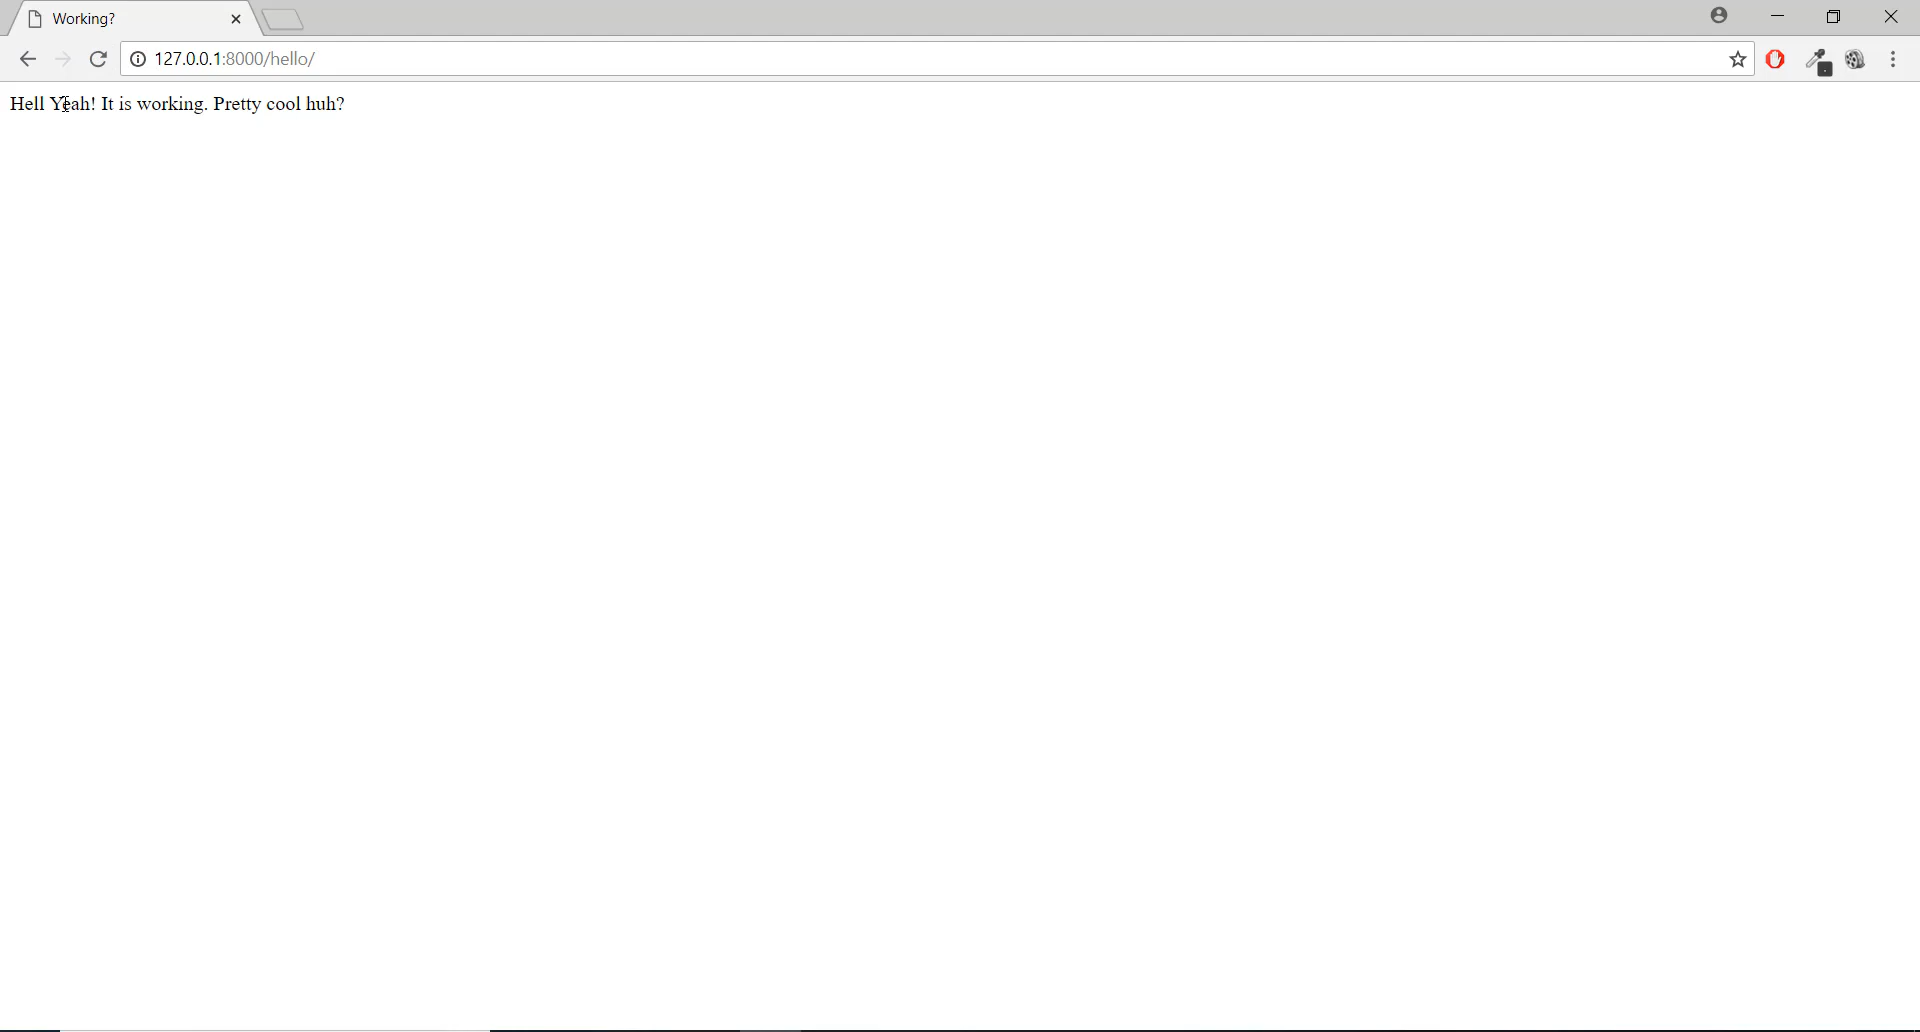 Working?
127.0.0.1:8000/hello/
Hell Yeah! It is working. Pretty cool huh?